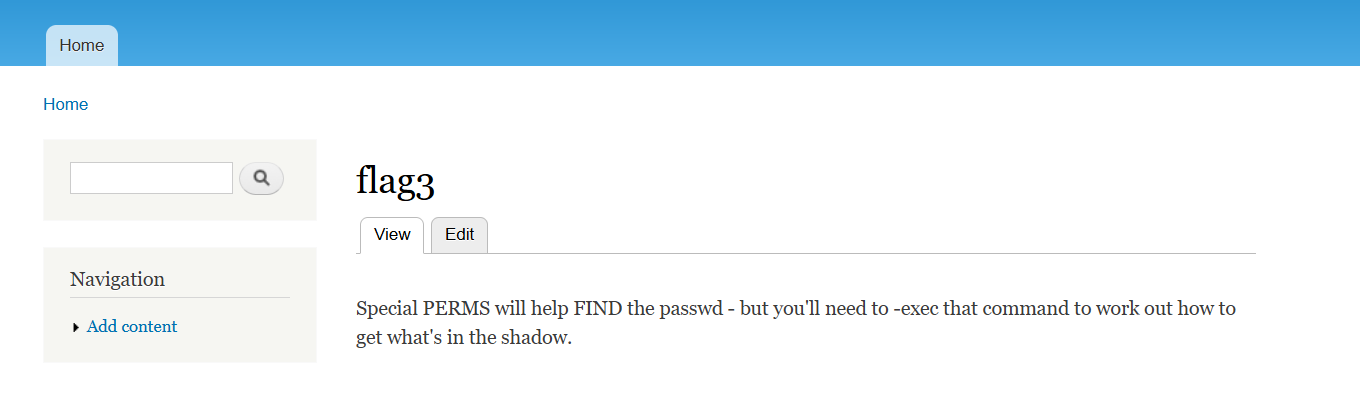 Home
Home
flag3
View Edit
Navigation
Add content
Special PERMS will help FIND the passwd - but you'll need to -exec that command to work out how to
get what's in the shadow.